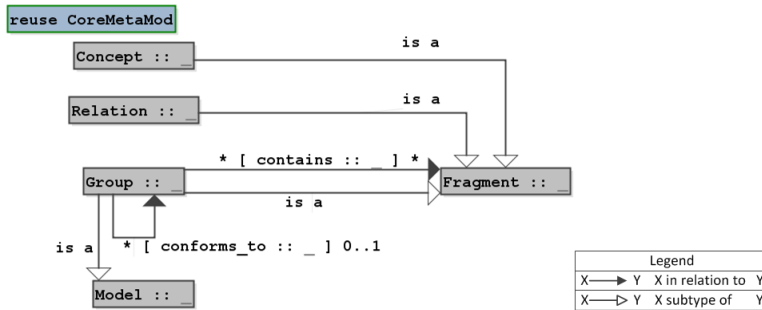 reuse CoreMetaMod
is a
Concept :: _
is a
Relation :: _
* [ contains :: _ ] *
Group :: _
Fragment :: _
is a
is a
* [ conforms_to :: _ ] 0..1
Model :: _
Legend
X Y X in relation to Y
X Y X subtype of Y